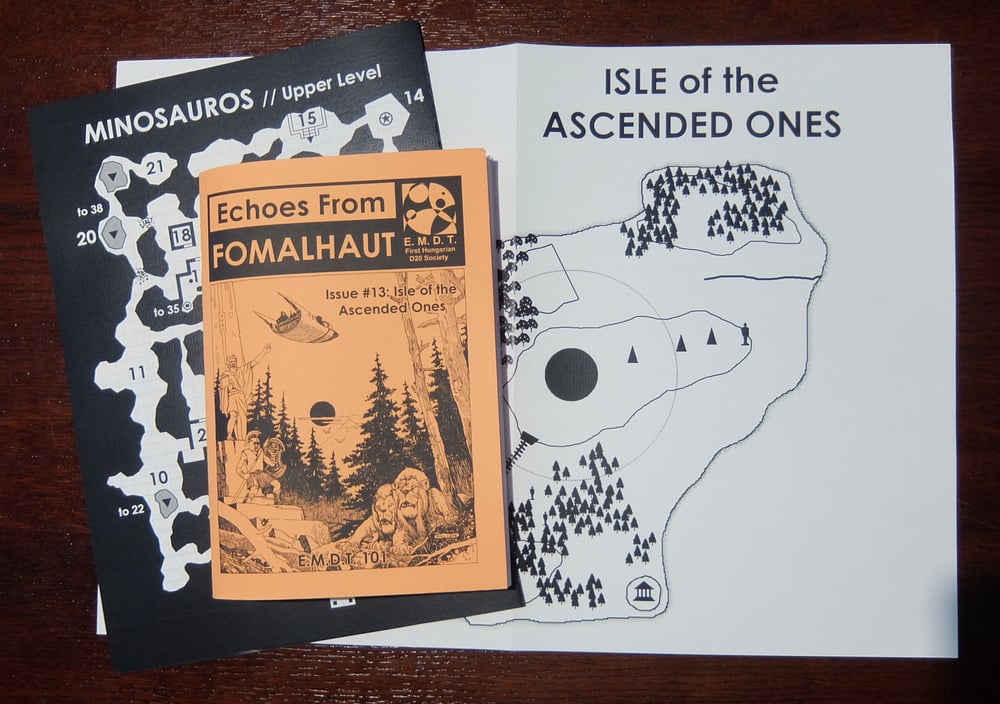 MINOSAUROS // Upper Level
14
15
21
to 38
20
18
to 35
11
2
10
to 22
Echoes From
FOMALHAUT
E. M. D. T.
First Hungarian
D20 Society
Issue #13: Isle of the
Ascended Ones
E.M.D.T. 101
ISLE of the
ASCENDED ONES